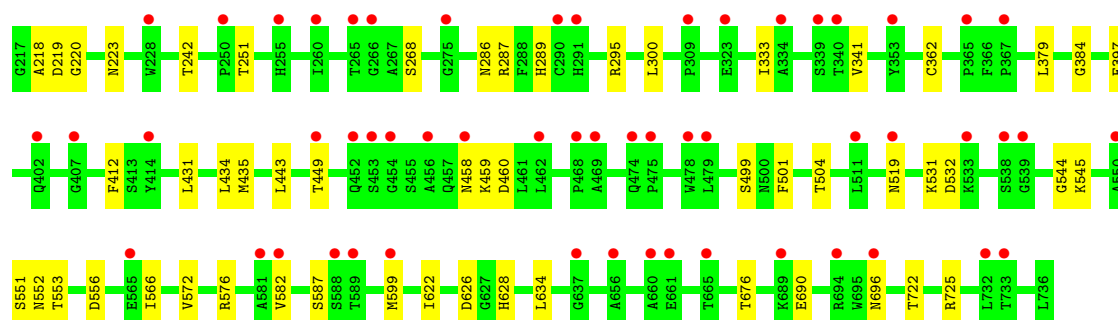 G217 A218 D219 G220 N223 W228 T242 P250 T251 H255 I260 T265 G266 A267 S268 G275 N286 R287 F288 H289 C290 H291 R295 L300 P309 E323 I333 A334 S339 T340 V341 Y353 C362 P365 F366 P367 L379 G384
Q402 G407 F412 S413 Y414 L431 L434 M435 L443 T449 Q452 S453 G454 S455 A456 Q457 N458 K459 D460 L461 L462 P468 A469 Q474 P475 W478 L479 S499 N500 F501 T504 L511 N519 K531 D532 K533 S538 G539 G544 K545
S551 N552 T553 D556 E565 I566 V572 R576 A581 V582 S587 S588 T589 M599 I622 D626 G627 H628 L634 G637 A656 A660 E661 T665 T676 K689 E690 R694 W695 N696 T722 R725 L732 T733 L736